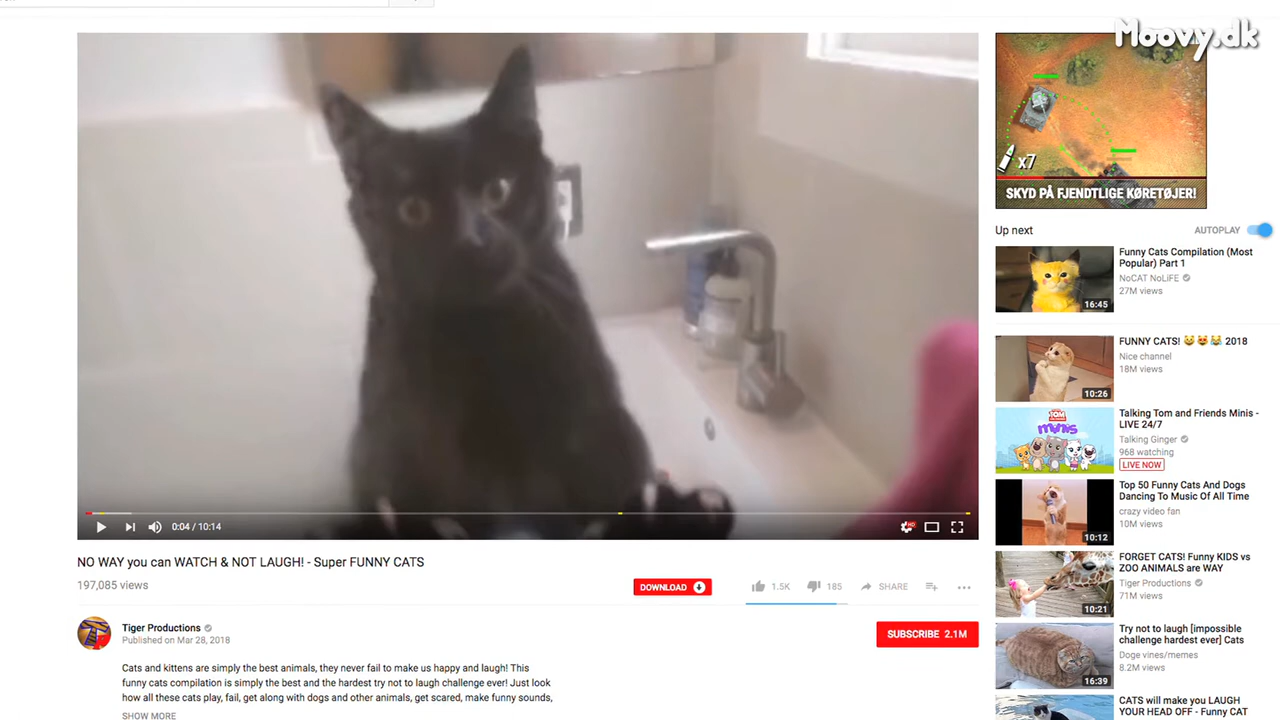 Moovy.dk
x7
SKYD PÅ FJENDTLIGE KØRETØJER!
Up next
AUTOPLAY
Funny Cats Compilation (Most
Popular) Part 1
NoCAT NoLiFE
27M views
16:45
FUNNY CATS! 😺😻😹 2018
Nice channel
18M views
10:26
Talking Tom and Friends Minis -
LIVE 24/7
Talking Ginger
968 watching
LIVE NOW
TOM
MINIS
Top 50 Funny Cats And Dogs
Dancing To Music Of All Time
crazy video fan
10M views
10:12
FORGET CATS! Funny KIDS vs
ZOO ANIMALS are WAY
Tiger Productions
71M views
10:21
Try not to laugh [impossible
challenge hardest ever] Cats
Doge vines/memes
8.2M views
16:39
CATS will make you LAUGH
YOUR HEAD OFF - Funny CAT
0:04 / 10:14
HD
NO WAY you can WATCH & NOT LAUGH! - Super FUNNY CATS
197,085 views
DOWNLOAD
1.5K
185
SHARE
Tiger Productions
Published on Mar 28, 2018
SUBSCRIBE 2.1M
Cats and kittens are simply the best animals, they never fail to make us happy and laugh! This
funny cats compilation is simply the best and the hardest try not to laugh challenge ever! Just look
how all these cats play, fail, get along with dogs and other animals, get scared, make funny sounds,
SHOW MORE